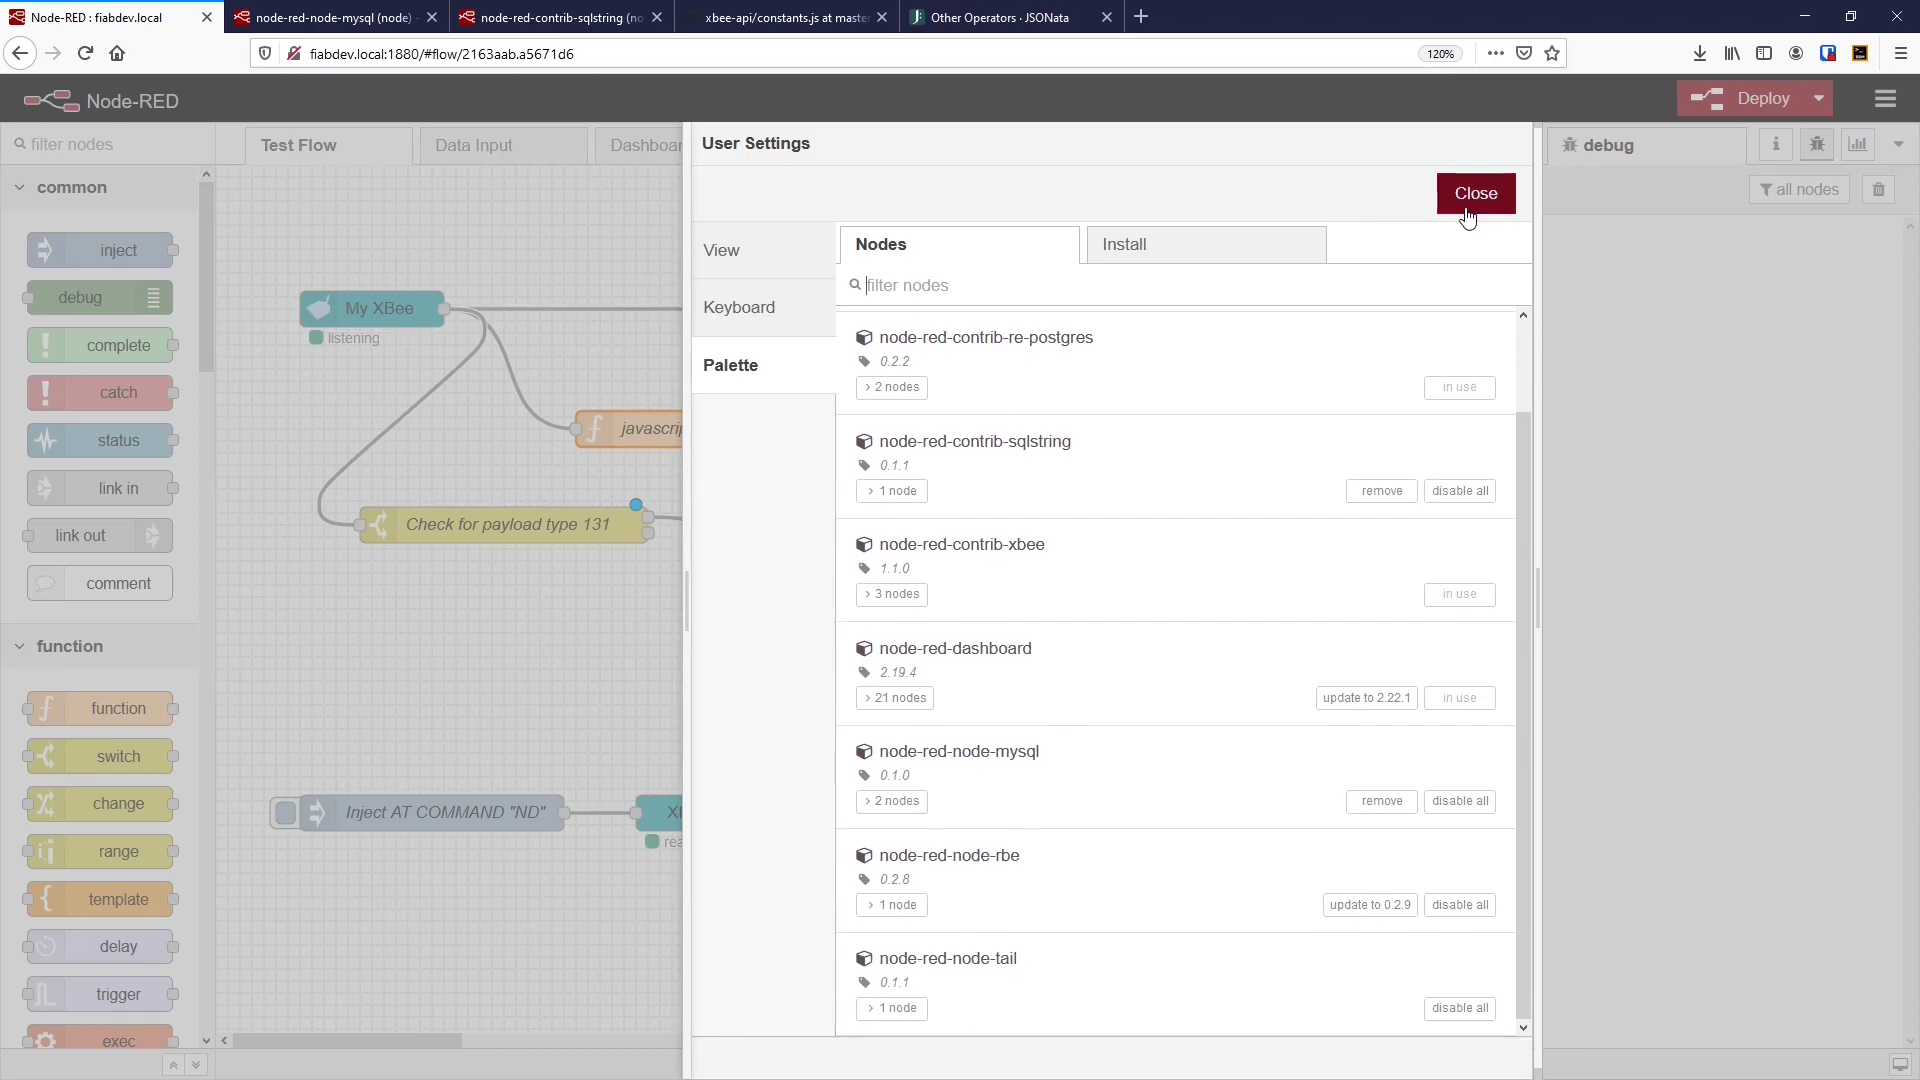 Node-RED : fiabdev.local
node-red-node-mysql (node)
node-red-contrib-sqlstring (no
xbee-api/constants.js at maste
Other Operators · JSONata
fiabdev.local:1880/#flow/2163aab.a5671d6
120%
Node-RED
Deploy
filter nodes
Test Flow
Data Input
Dashboar
User Settings
debug
i
all nodes
common
inject
debug
complete
catch
status
link in
link out
comment
function
function
switch
change
range
template
delay
trigger
exec
My XBee
listening
javascrip
Check for payload type 131
Inject AT COMMAND "ND"
XI
rea
Close
View
Keyboard
Palette
Nodes
Install
filter nodes
node-red-contrib-re-postgres
0.2.2
> 2 nodes
in use
node-red-contrib-sqlstring
0.1.1
> 1 node
remove
disable all
node-red-contrib-xbee
1.1.0
> 3 nodes
in use
node-red-dashboard
2.19.4
> 21 nodes
update to 2.22.1
in use
node-red-node-mysql
0.1.0
> 2 nodes
remove
disable all
node-red-node-rbe
0.2.8
> 1 node
update to 0.2.9
disable all
node-red-node-tail
0.1.1
> 1 node
disable all